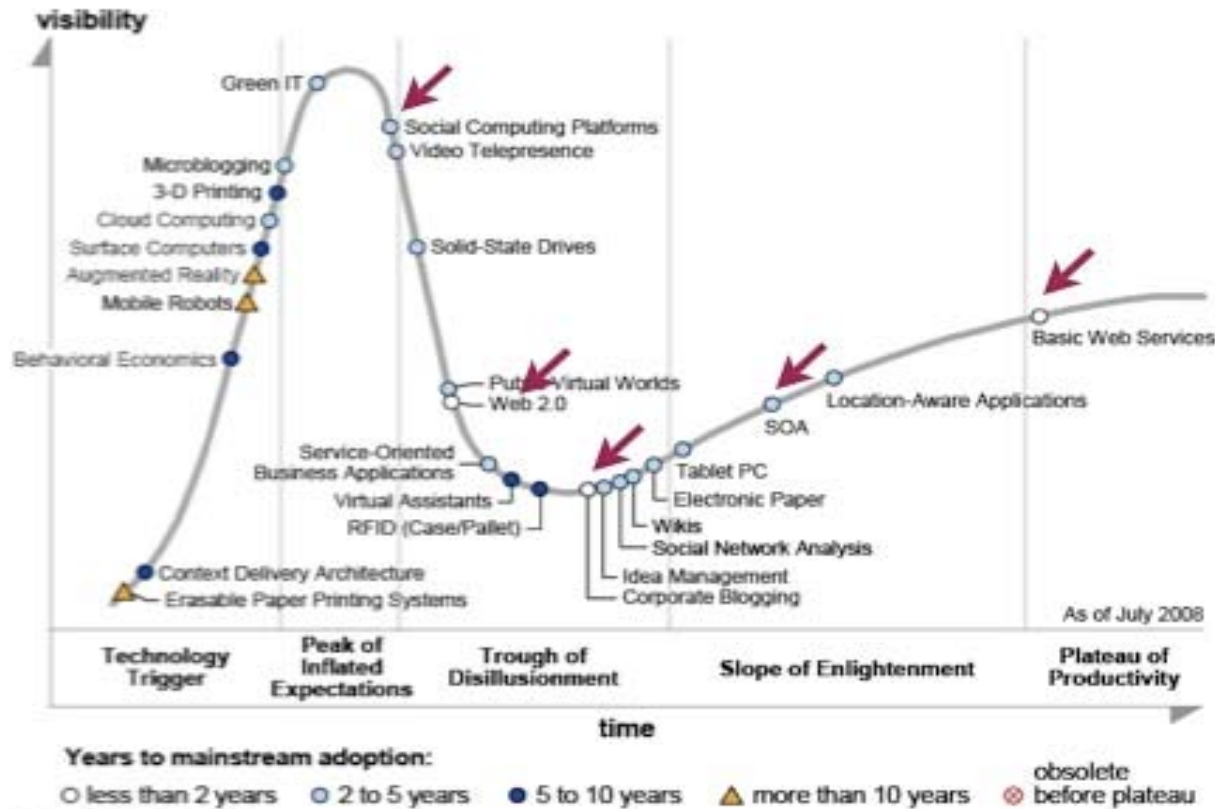 visibility
Green IT
Social Computing Platforms
Video Telepresence
Microblogging
3-D Printing
Cloud Computing
Surface Computers
Solid-State Drives
Augmented Reality
Mobile Robots
Basic Web Services
Behavioral Economics
Public Virtual Worlds
Web 2.0
Location-Aware Applications
SOA
Service-Oriented
Business Applications
Tablet PC
Virtual Assistants
Electronic Paper
RFID (Case/Pallet)
Wikis
Social Network Analysis
Context Delivery Architecture
Idea Management
Erasable Paper Printing Systems
Corporate Blogging
As of July 2008
Technology
Trigger
Peak of
Inflated
Expectations
Trough of
Disillusionment
Slope of Enlightenment
Plateau of
Productivity
time
Years to mainstream adoption:
less than 2 years
2 to 5 years
5 to 10 years
more than 10 years
obsolete
before plateau